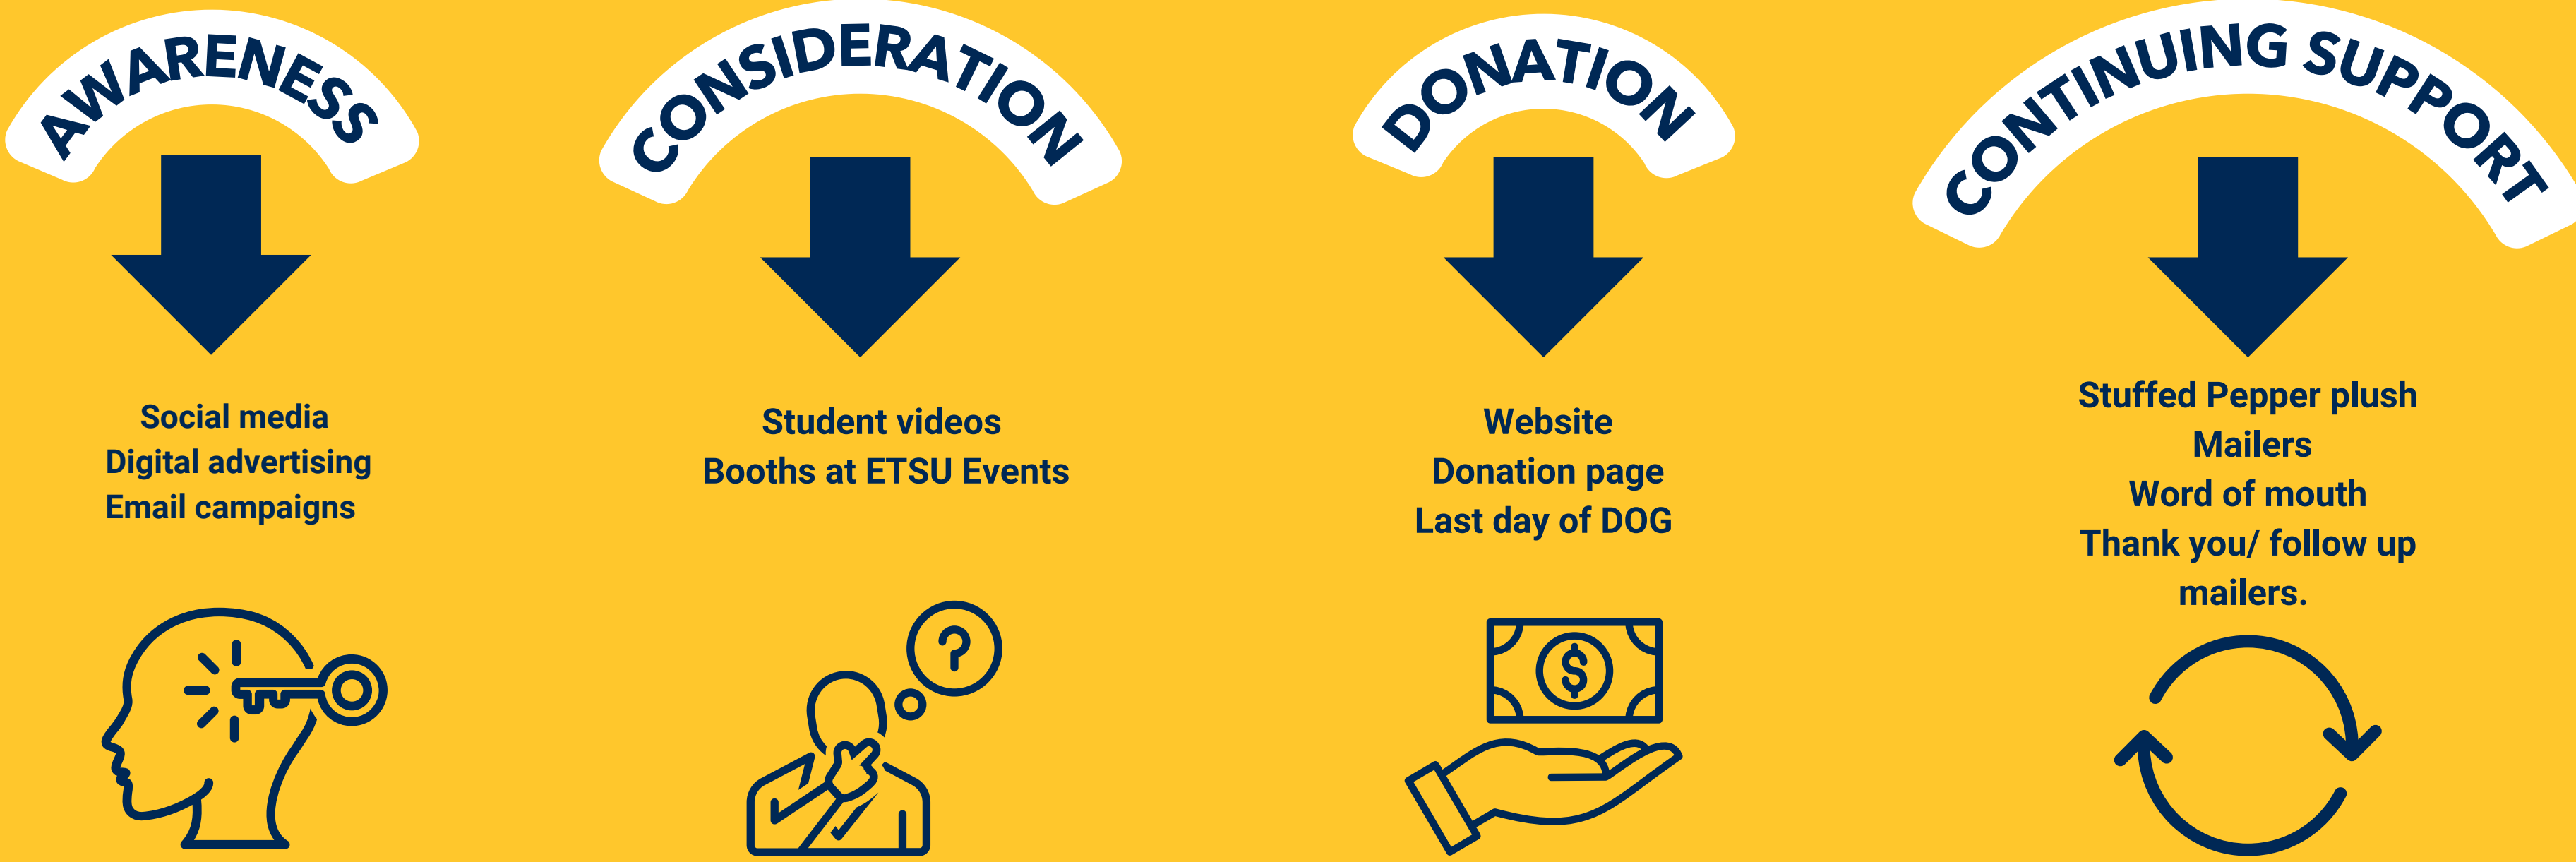 AWARENESS
Social media
Digital advertising
Email campaigns
CONSIDERATION
Student videos
Booths at ETSU Events
?
DONATION
Website
Donation page
Last day of DOG
$
CONTINUING SUPPORT
Stuffed Pepper plush
Mailers
Word of mouth
Thank you/ follow up
mailers.